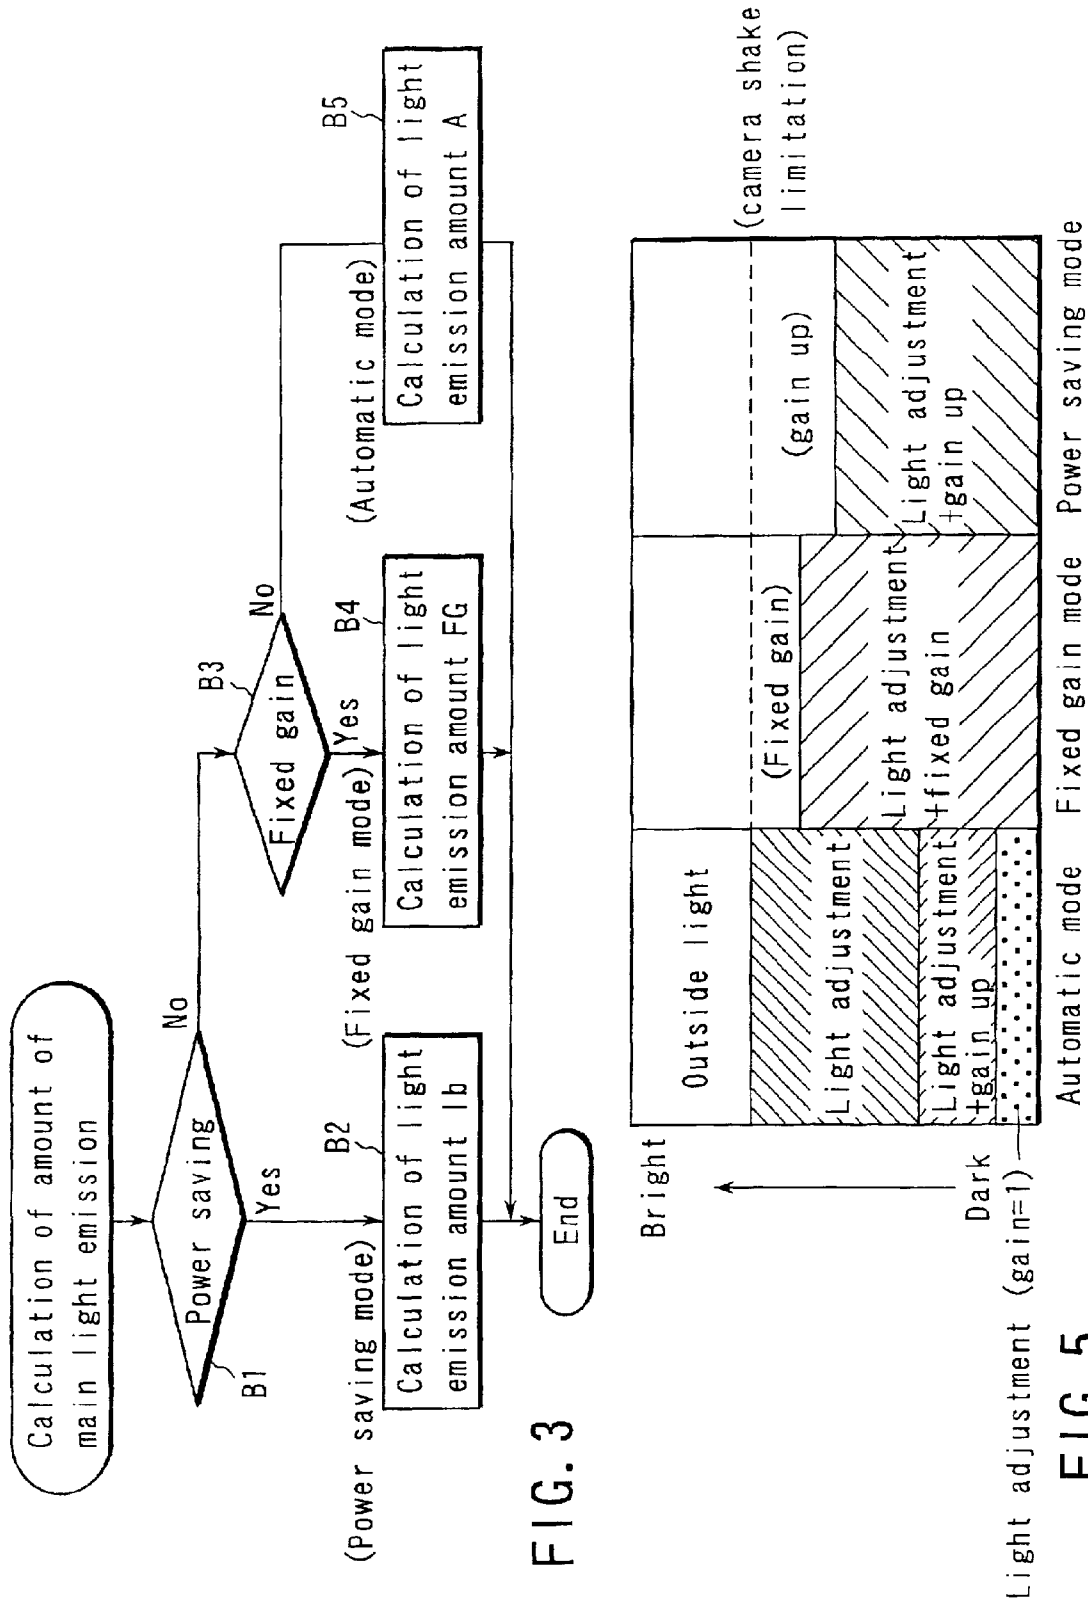 Calculation of amount of
main light emission
Power saving
B1
No
Yes
(Power saving mode)
B2
Calculation of light
emission amount Ib
B3
Fixed gain
No
Yes
(Fixed gain mode)
B4
Calculation of light
emission amount FG
(Automatic mode)
B5
Calculation of light
emission amount A
End
FIG. 3
Bright
Dark
Light adjustment (gain=1)
Outside light
Light adjustment
Light adjustment
+gain up
Automatic mode
(Fixed gain)
Light adjustment
+fixed gain
Fixed gain mode
(gain up)
Light adjustment
+gain up
Power saving mode
(camera shake
limitation)
FIG. 5